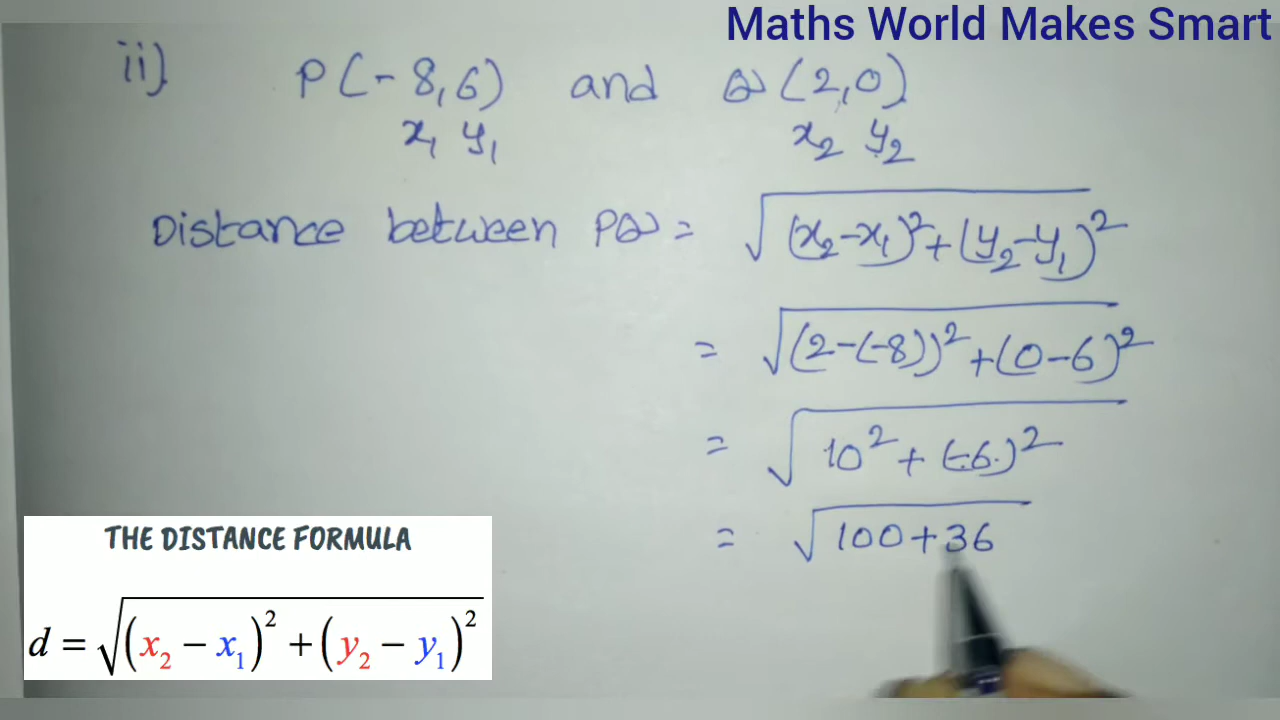 Maths World Makes Smart
ii) P(-8,6) and Q(2,0)
x₁ y₁ x₂ y₂
Distance between PQ = √(x₂-x₁)²+(y₂-y₁)²
= √(2-(-8))²+(0-6)²
= √10²+(-6)²
= √100+36
THE DISTANCE FORMULA
d = √(x₂ − x₁)² + (y₂ − y₁)²